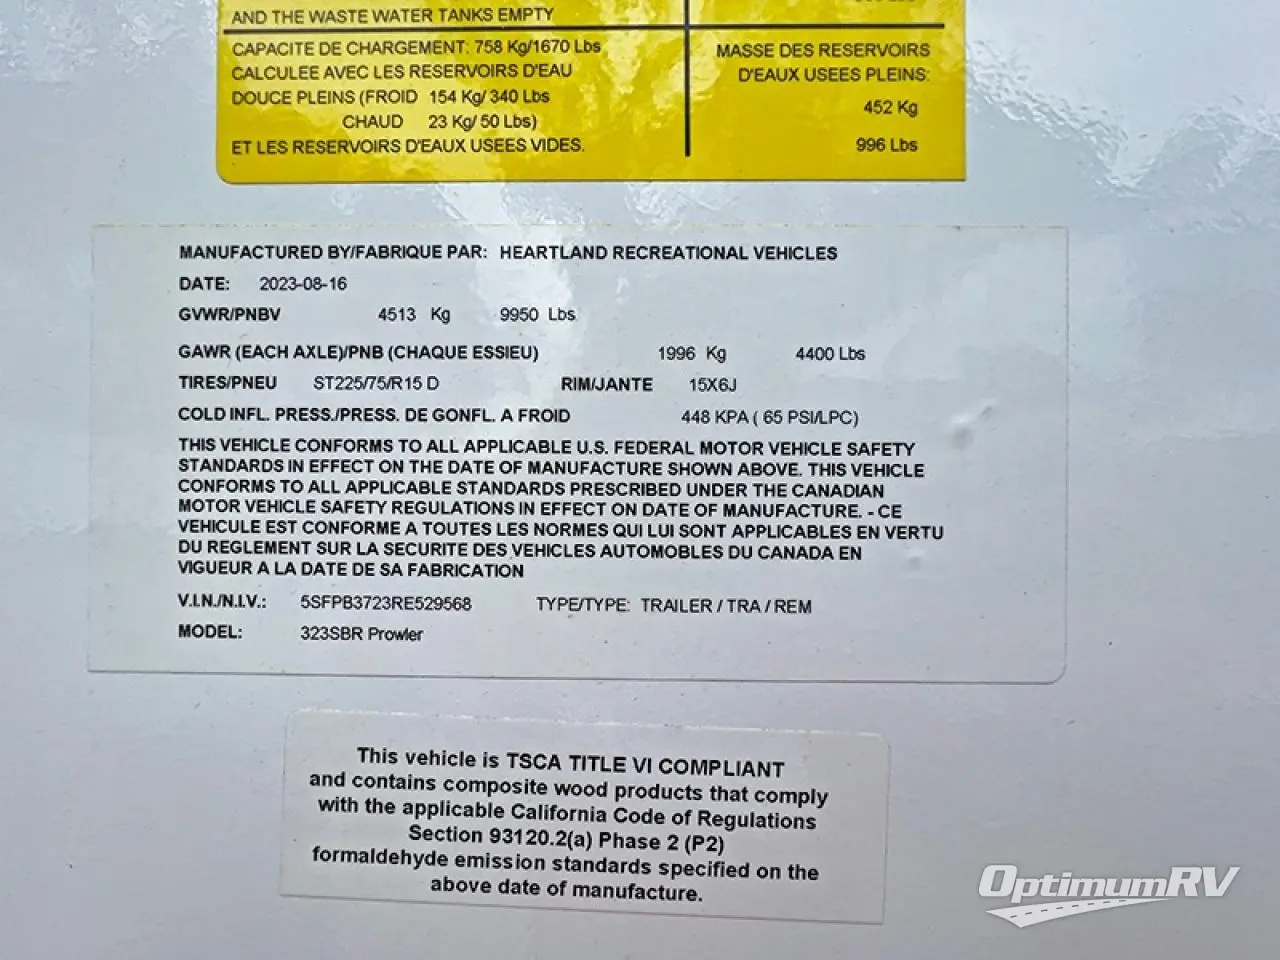 AND THE WASTE WATER TANKS EMPTY
CAPACITE DE CHARGEMENT: 758 Kg/1670 Lbs
CALCULEE AVEC LES RESERVOIRS D'EAU
DOUCE PLEINS (FROID 154 Kg/ 340 Lbs
CHAUD 23 Kg/ 50 Lbs)
ET LES RESERVOIRS D'EAUX USEES VIDES.
MASSE DES RESERVOIRS
D'EAUX USEES PLEINS:
452 Kg
996 Lbs
MANUFACTURED BY/FABRIQUE PAR: HEARTLAND RECREATIONAL VEHICLES
DATE: 2023-08-16
GVWR/PNBV 4513 Kg 9950 Lbs
GAWR (EACH AXLE)/PNB (CHAQUE ESSIEU) 1996 Kg 4400 Lbs
TIRES/PNEU ST225/75/R15 D RIM/JANTE 15X6J
COLD INFL. PRESS./PRESS. DE GONFL. A FROID 448 KPA ( 65 PSI/LPC)
THIS VEHICLE CONFORMS TO ALL APPLICABLE U.S. FEDERAL MOTOR VEHICLE SAFETY
STANDARDS IN EFFECT ON THE DATE OF MANUFACTURE SHOWN ABOVE. THIS VEHICLE
CONFORMS TO ALL APPLICABLE STANDARDS PRESCRIBED UNDER THE CANADIAN
MOTOR VEHICLE SAFETY REGULATIONS IN EFFECT ON DATE OF MANUFACTURE. - CE
VEHICULE EST CONFORME A TOUTES LES NORMES QUI LUI SONT APPLICABLES EN VERTU
DU REGLEMENT SUR LA SECURITE DES VEHICLES AUTOMOBLES DU CANADA EN
VIGUEUR A LA DATE DE SA FABRICATION
V.I.N./N.I.V.: 5SFPB3723RE529568 TYPE/TYPE: TRAILER / TRA / REM
MODEL: 323SBR Prowler
This vehicle is TSCA TITLE VI COMPLIANT
and contains composite wood products that comply
with the applicable California Code of Regulations
Section 93120.2(a) Phase 2 (P2)
formaldehyde emission standards specified on the
above date of manufacture.
OptimumRV